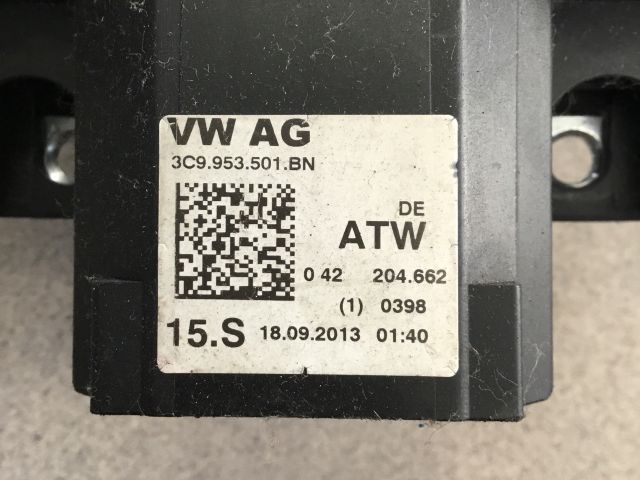 VW AG
3C9.953.501.BN
DE
ATW
0 42 204.662
(1) 0398
15.S 18.09.2013 01:40